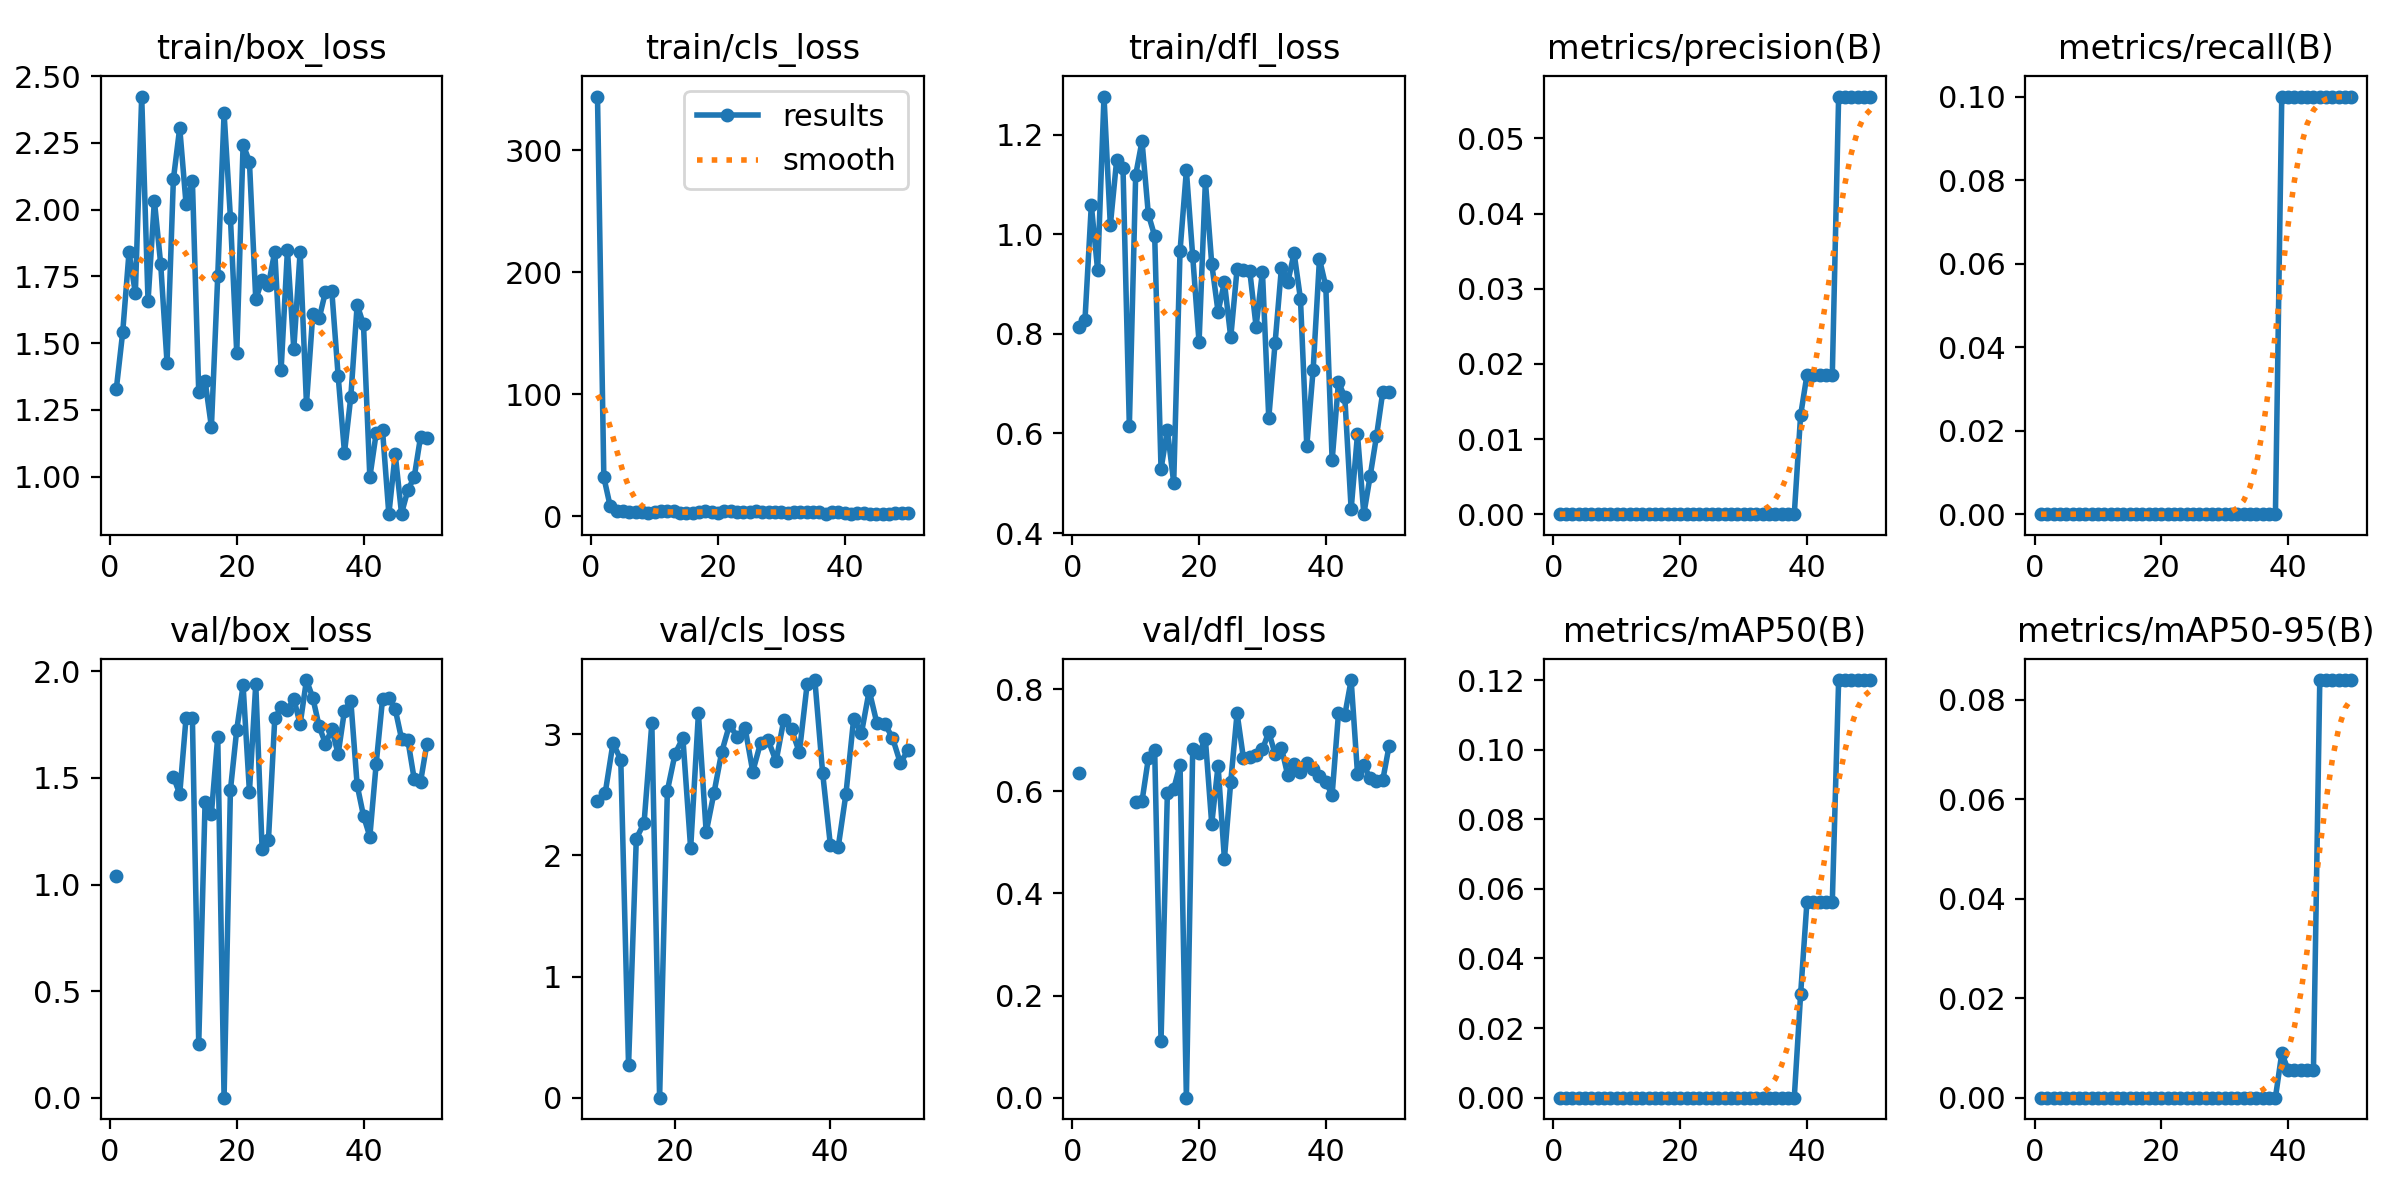 train/box_loss
2.50
2.25
2.00
1.75
1.50
1.25
1.00
0 20 40
train/cls_loss
results
smooth
300
200
100
0
0 20 40
train/dfl_loss
1.2
1.0
0.8
0.6
0.4
0 20 40
metrics/precision(B)
0.05
0.04
0.03
0.02
0.01
0.00
0 20 40
metrics/recall(B)
0.10
0.08
0.06
0.04
0.02
0.00
0 20 40
val/box_loss
2.0
1.5
1.0
0.5
0.0
0 20 40
val/cls_loss
3
2
1
0
20 40
val/dfl_loss
0.8
0.6
0.4
0.2
0.0
0 20 40
metrics/mAP50(B)
0.12
0.10
0.08
0.06
0.04
0.02
0.00
0 20 40
metrics/mAP50-95(B)
0.08
0.06
0.04
0.02
0.00
0 20 40